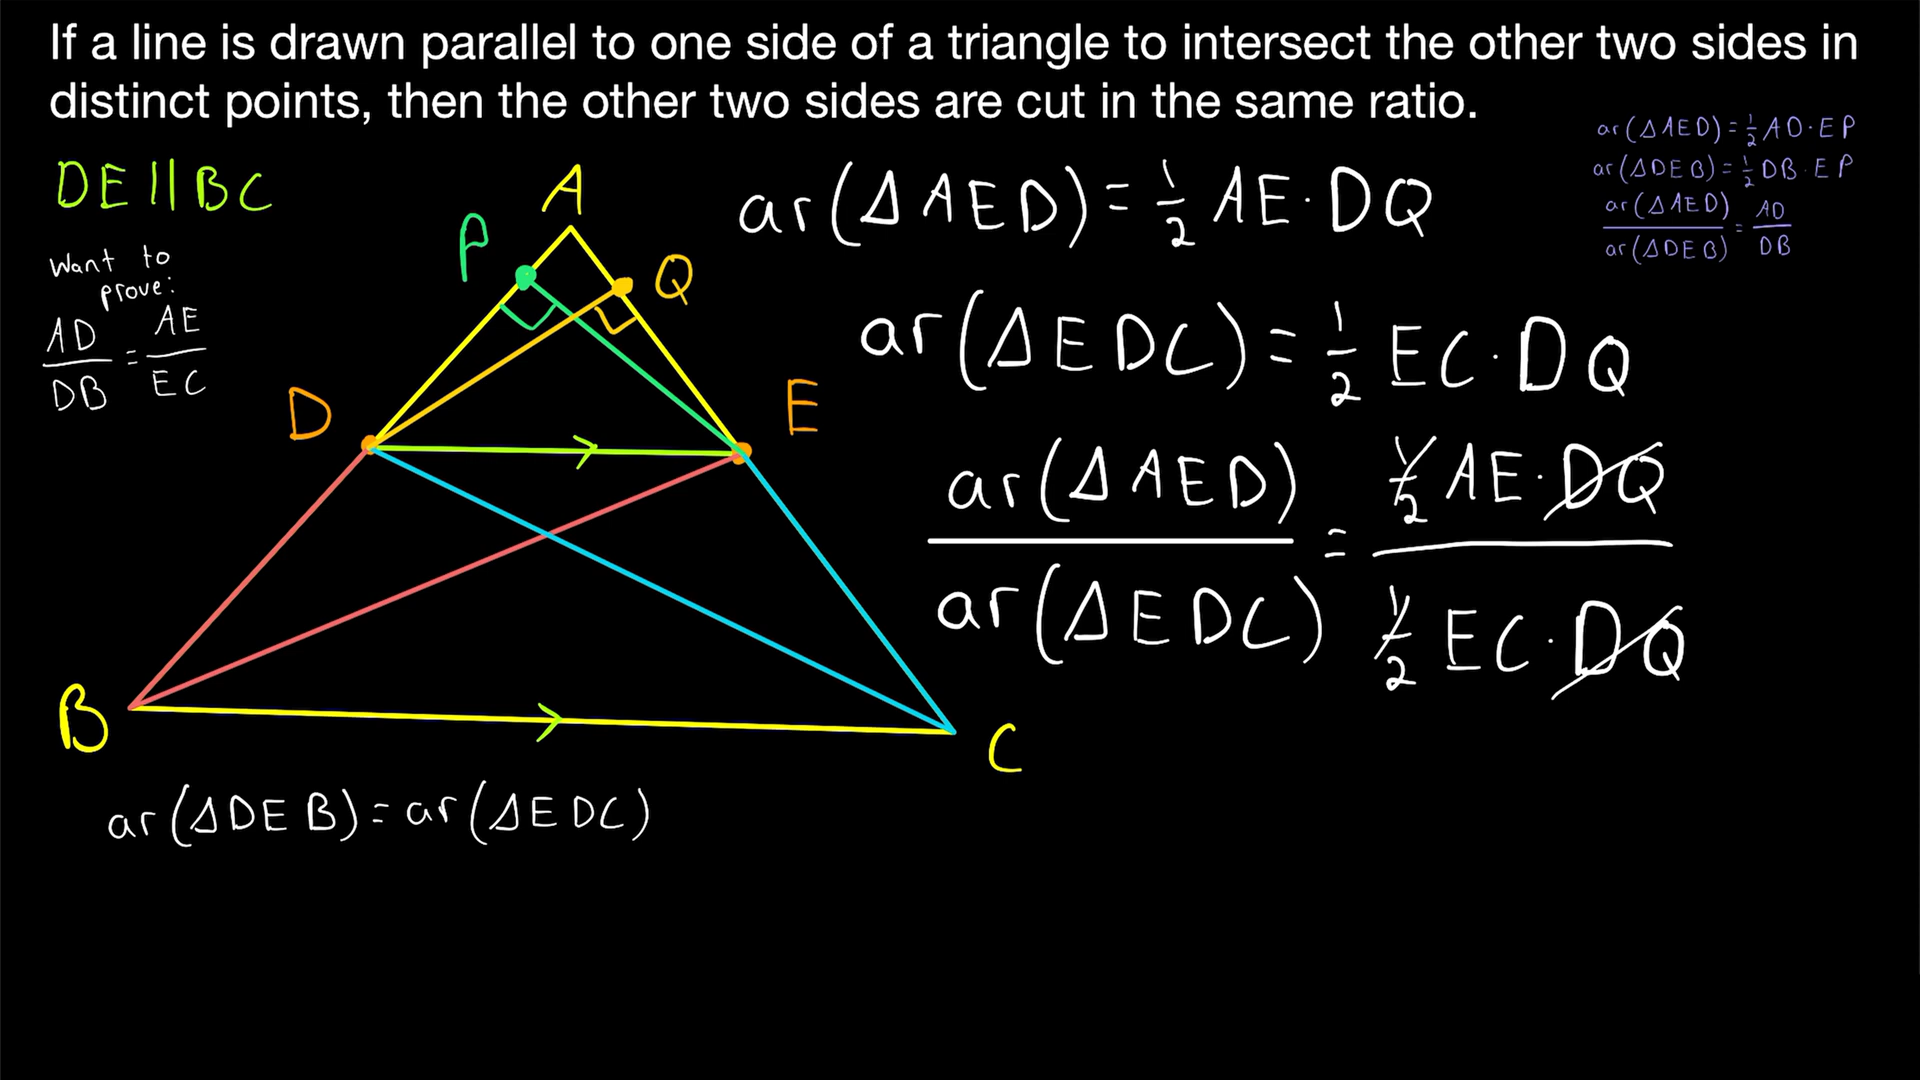 If a line is drawn parallel to one side of a triangle to intersect the other two sides in
distinct points, then the other two sides are cut in the same ratio.
DE || BC
Want to
prove:
AD/DB = AE/EC
A
P
Q
D
E
B
C
ar(ΔDEB) = ar(ΔEDC)
ar(ΔAED) = 1/2 AE · DQ
ar(ΔEDC) = 1/2 EC · DQ
ar(ΔAED)/ar(ΔEDC) = 1/2 AE · DQ / 1/2 EC · DQ
ar(ΔAED) = 1/2 AD · EP
ar(ΔDEB) = 1/2 DB · EP
ar(ΔAED)/ar(ΔDEB) = AD/DB